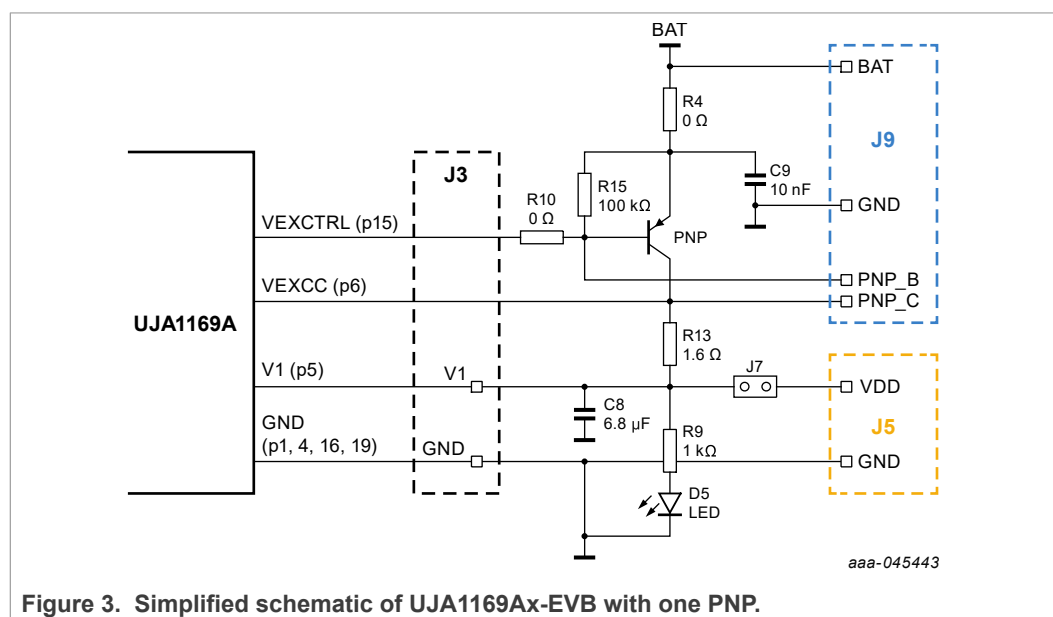 BAT
BAT
R4
0 Ω
J9
J3
C9
10 nF
R15
100 kΩ
R10
0 Ω
GND
VEXCTRL (p15)
PNP
PNP_B
VEXCC (p6)
PNP_C
UJA1169A
R13
1.6 Ω
J7
V1 (p5)
V1
VDD
C8
6.8 µF
J5
GND
(p1, 4, 16, 19)
GND
R9
1 kΩ
GND
D5
LED
aaa-045443
Figure 3. Simplified schematic of UJA1169Ax-EVB with one PNP.